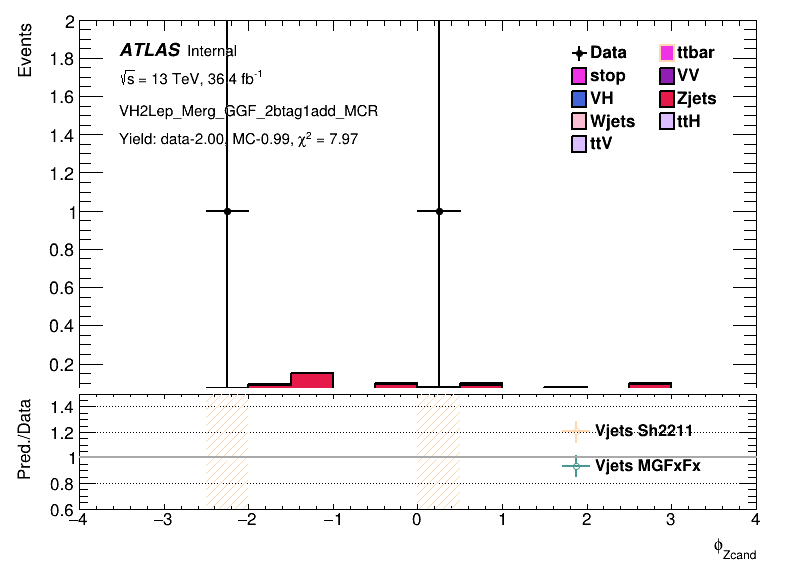 Events
2
1.8
1.6
1.4
1.2
1
0.8
0.6
0.4
0.2
ATLAS Internal
√s = 13 TeV, 36.4 fb⁻¹
VH2Lep_Merg_GGF_2btag1add_MCR
Yield: data-2.00, MC-0.99, χ² = 7.97
Data
ttbar
stop
VV
VH
Zjets
Wjets
ttH
ttV
Pred./Data
1.4
1.2
1
0.8
0.6
Vjets Sh2211
Vjets MGFxFx
−4 −3 −2 −1 0 1 2 3 4
ϕ_Zcand